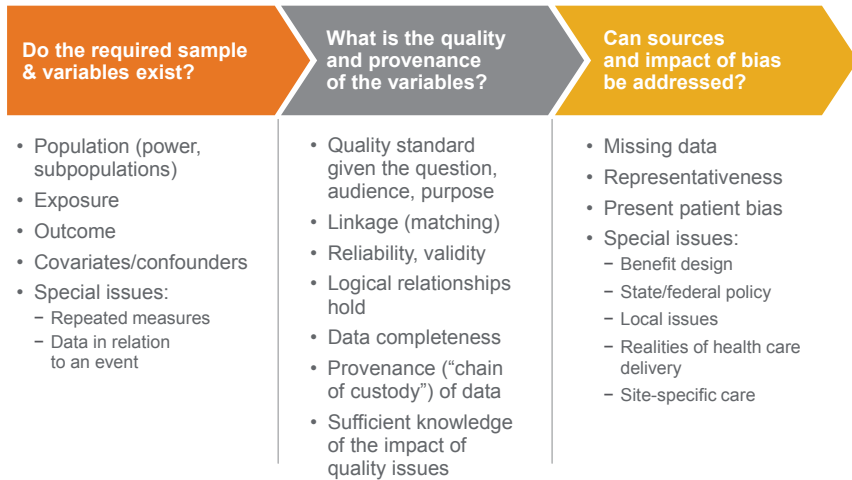 Do the required sample
& variables exist?
• Population (power,
subpopulations)
• Exposure
• Outcome
• Covariates/confounders
• Special issues:
− Repeated measures
− Data in relation
to an event
What is the quality
and provenance
of the variables?
• Quality standard
given the question,
audience, purpose
• Linkage (matching)
• Reliability, validity
• Logical relationships
hold
• Data completeness
• Provenance (“chain
of custody”) of data
• Sufficient knowledge
of the impact of
quality issues
Can sources
and impact of bias
be addressed?
• Missing data
• Representativeness
• Present patient bias
• Special issues:
− Benefit design
− State/federal policy
− Local issues
− Realities of health care
delivery
− Site-specific care